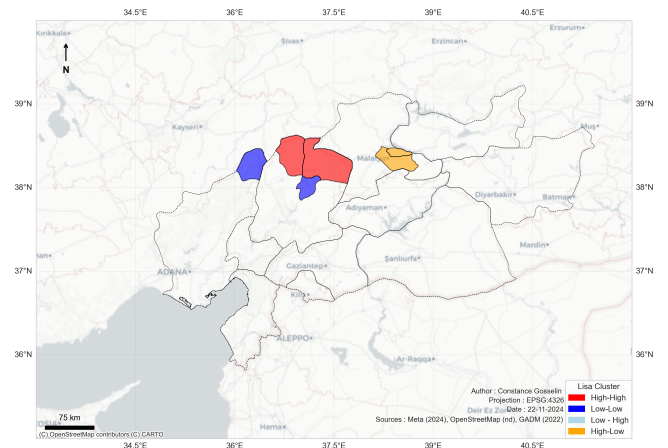 34.5°E 36°E 37.5°E 39°E 40.5°E
Kırıkkale
Sivas
Erzincan
Erzurum
N
39°N 39°N
Kayseri
Muş
Malatya
38°N 38°N
Diyarbakir
Batman
Adıyaman
Mardin
Şanlıurfa
Gaziantep
ADANA
37°N 37°N
Kilis
ALEPPO
36°N 36°N
Ar-Raqqa
Author : Constance Gosselin
Projection : EPSG:4326
Deir Ez Zor
Date : 22-11-2024
Sources : Meta (2024), OpenStreetMap (nd), GADM (2022)
Lisa Cluster
High-High
Low-Low
Low - High
High-Low
75 km
Hama
(C) OpenStreetMap contributors (C) CARTO
34.5°E 36°E 37.5°E 39°E 40.5°E